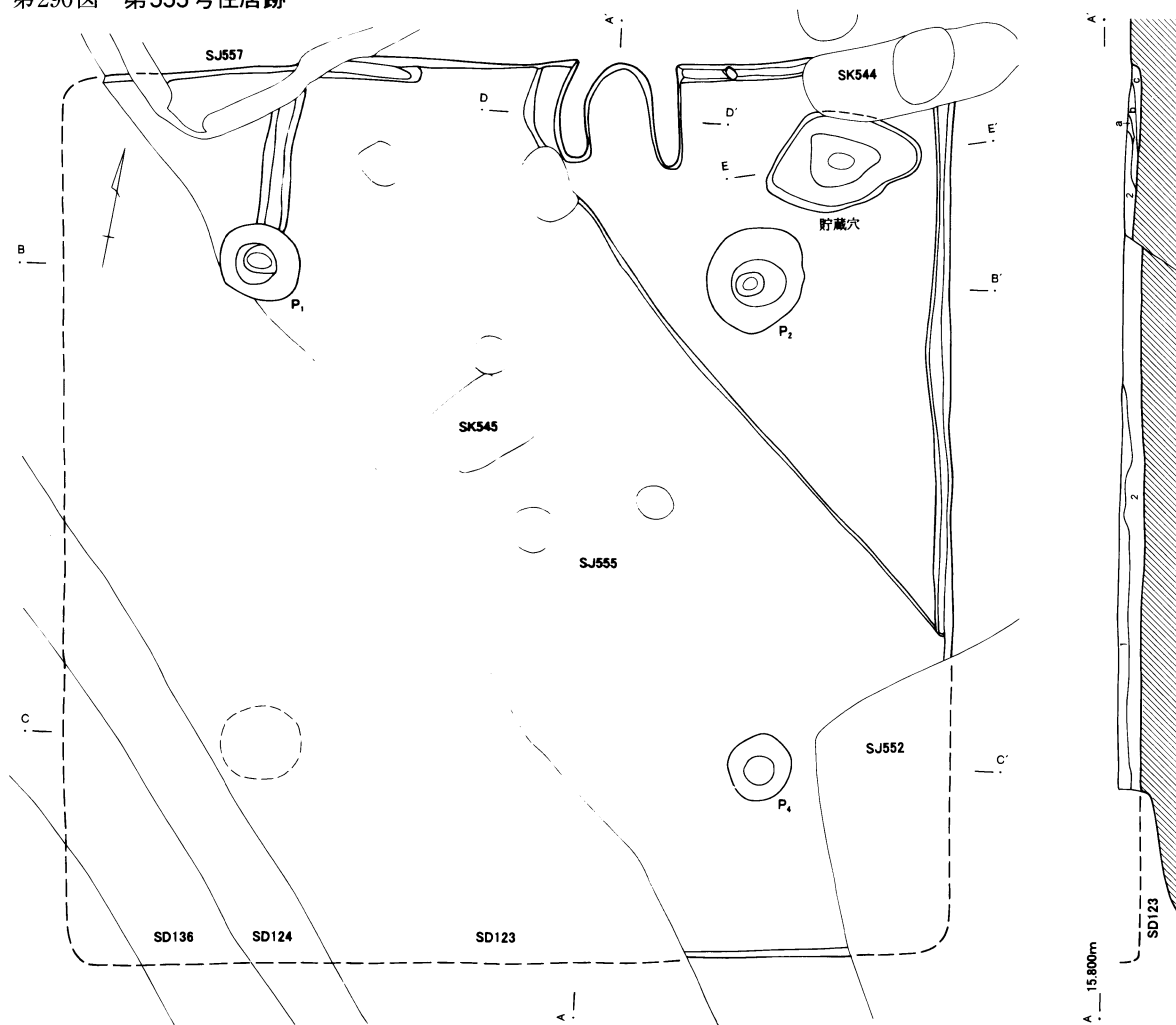 第290図 第555号住居跡
A′
A′
SJ557
SK544
D
D′
E
E′
a
b
c
2
貯蔵穴
B
B′
P1
P2
SK545
2
SJ555
1
C
SJ552
C′
P4
SD136
SD124
SD123
SD123
15.800m
A
A